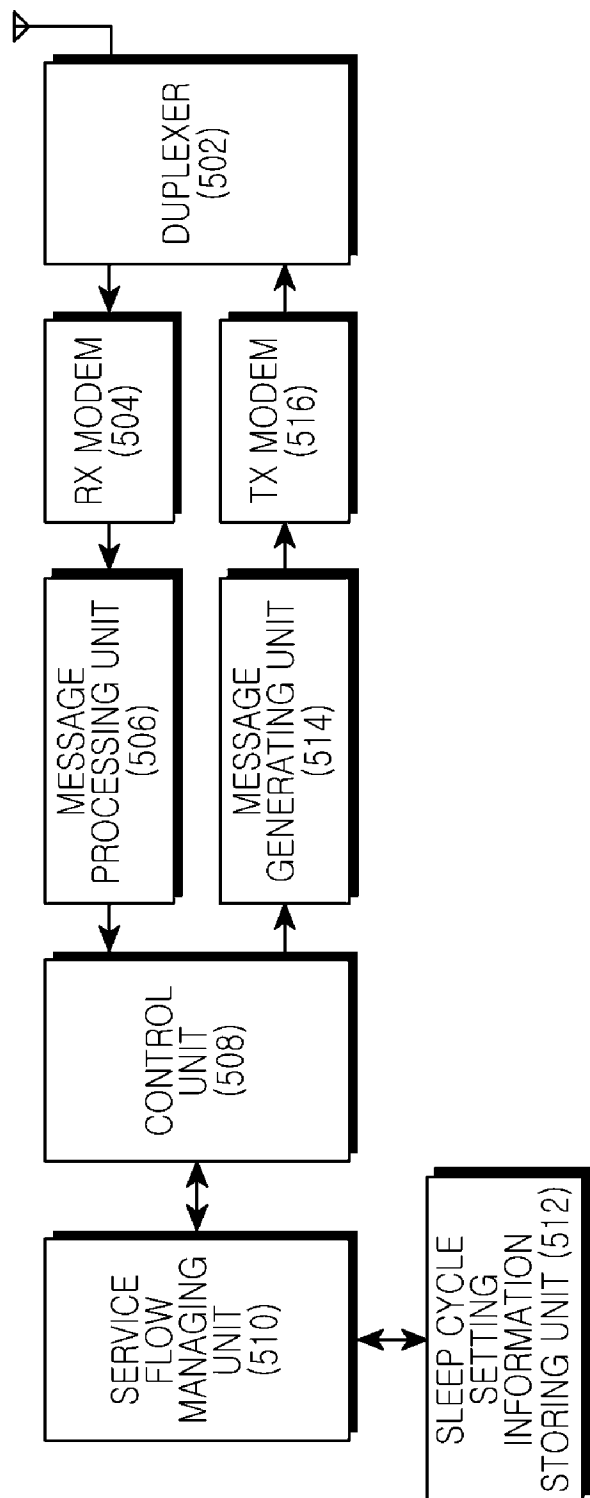 DUPLEXER
(502)
RX MODEM
(504)
TX MODEM
(516)
MESSAGE
PROCESSING UNIT
(506)
MESSAGE
GENERATING UNIT
(514)
CONTROL
UNIT
(508)
SERVICE
FLOW
MANAGING
UNIT
(510)
SLEEP CYCLE
SETTING
INFORMATION
STORING UNIT (512)